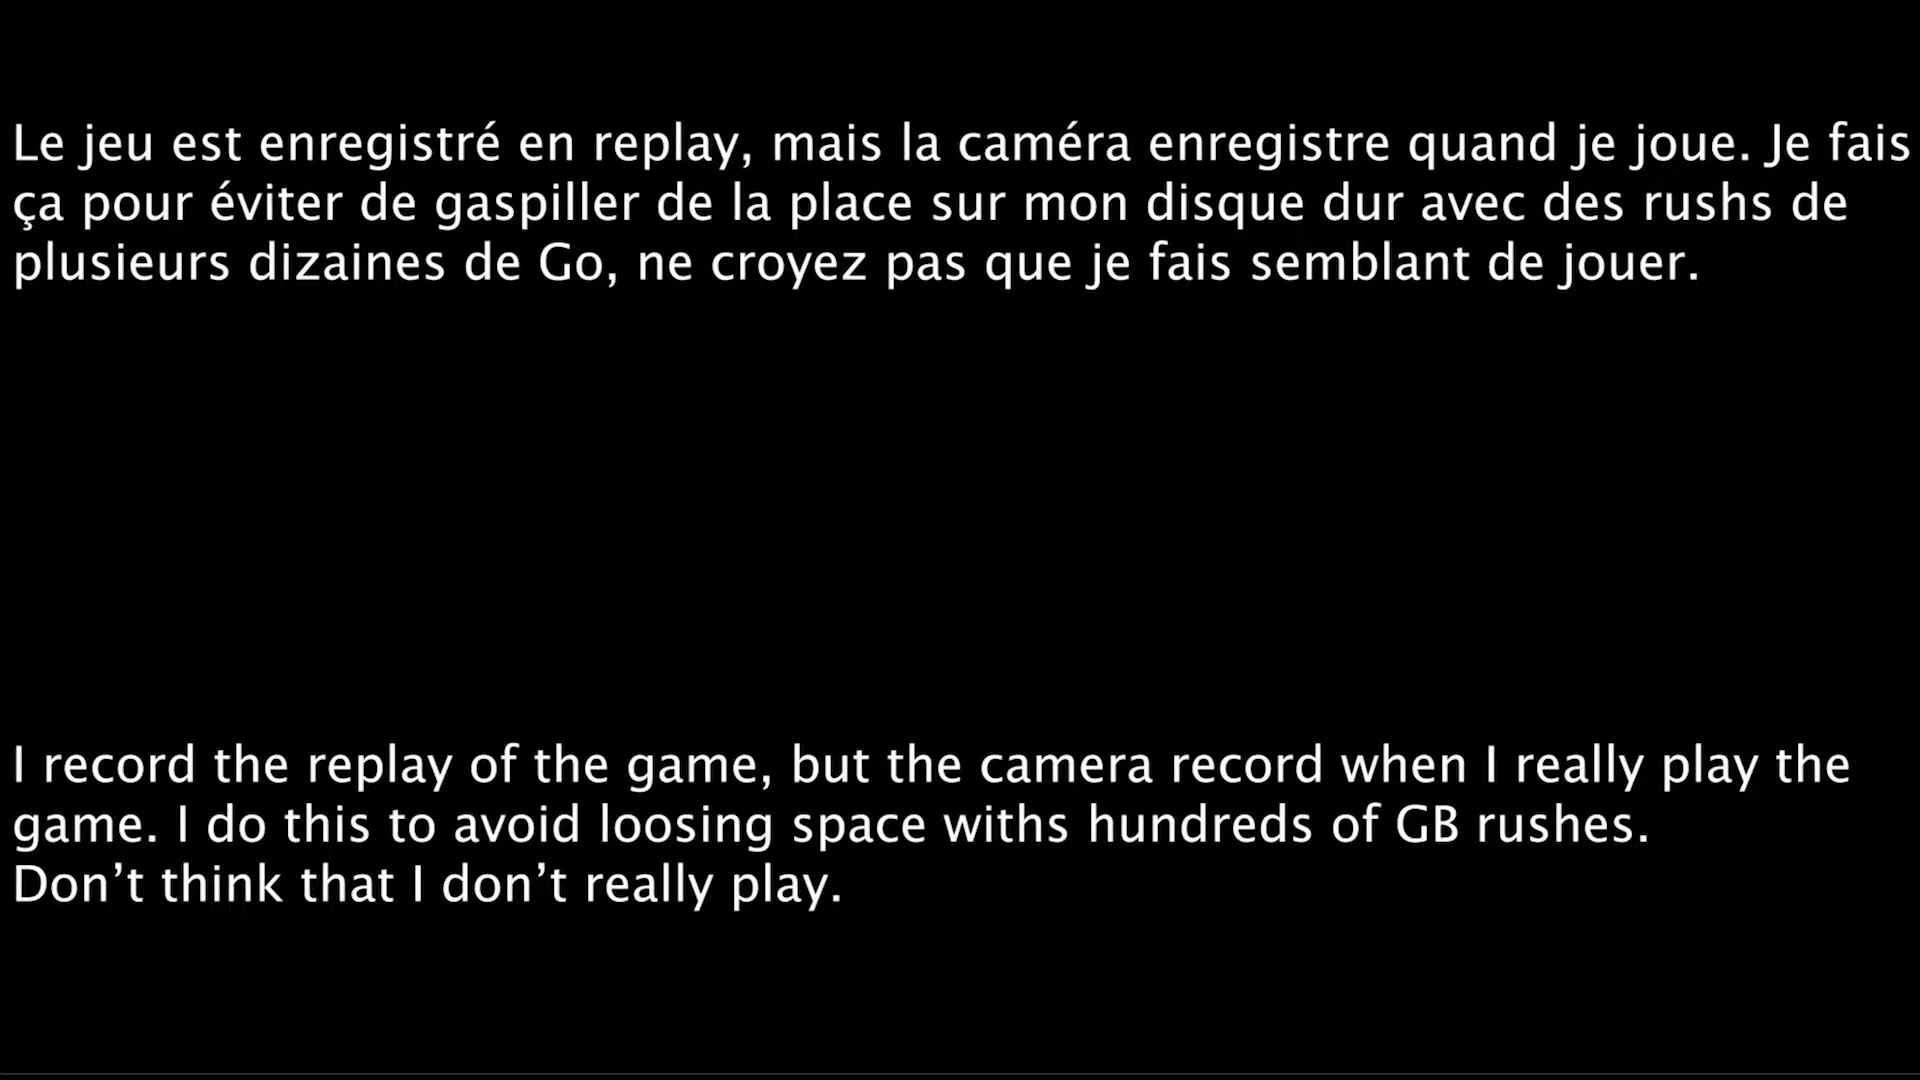 Le jeu est enregistré en replay, mais la caméra enregistre quand je joue. Je fais
ça pour éviter de gaspiller de la place sur mon disque dur avec des rushs de
plusieurs dizaines de Go, ne croyez pas que je fais semblant de jouer.
I record the replay of the game, but the camera record when I really play the
game. I do this to avoid loosing space withs hundreds of GB rushes.
Don’t think that I don’t really play.